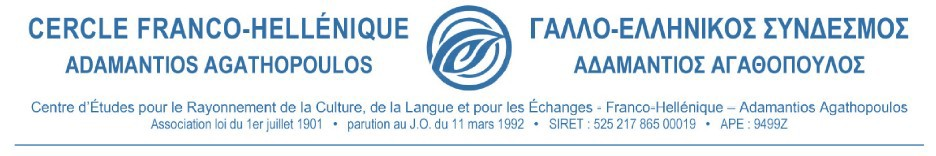 CERCLE FRANCO-HELLÉNIQUE
ADAMANTIOS AGATHOPOULOS
ΓΑΛΛΟ-ΕΛΛΗΝΙΚΟΣ ΣΥΝΔΕΣΜΟΣ
ΑΔΑΜΑΝΤΙΟΣ ΑΓΑΘΟΠΟΥΛΟΣ
Centre d'Études pour le Rayonnement de la Culture, de la Langue et pour les Échanges - Franco-Hellénique – Adamantios Agathopoulos
Association loi du 1er juillet 1901 • parution au J.O. du 11 mars 1992 • SIRET : 525 217 865 00019 • APE : 9499Z